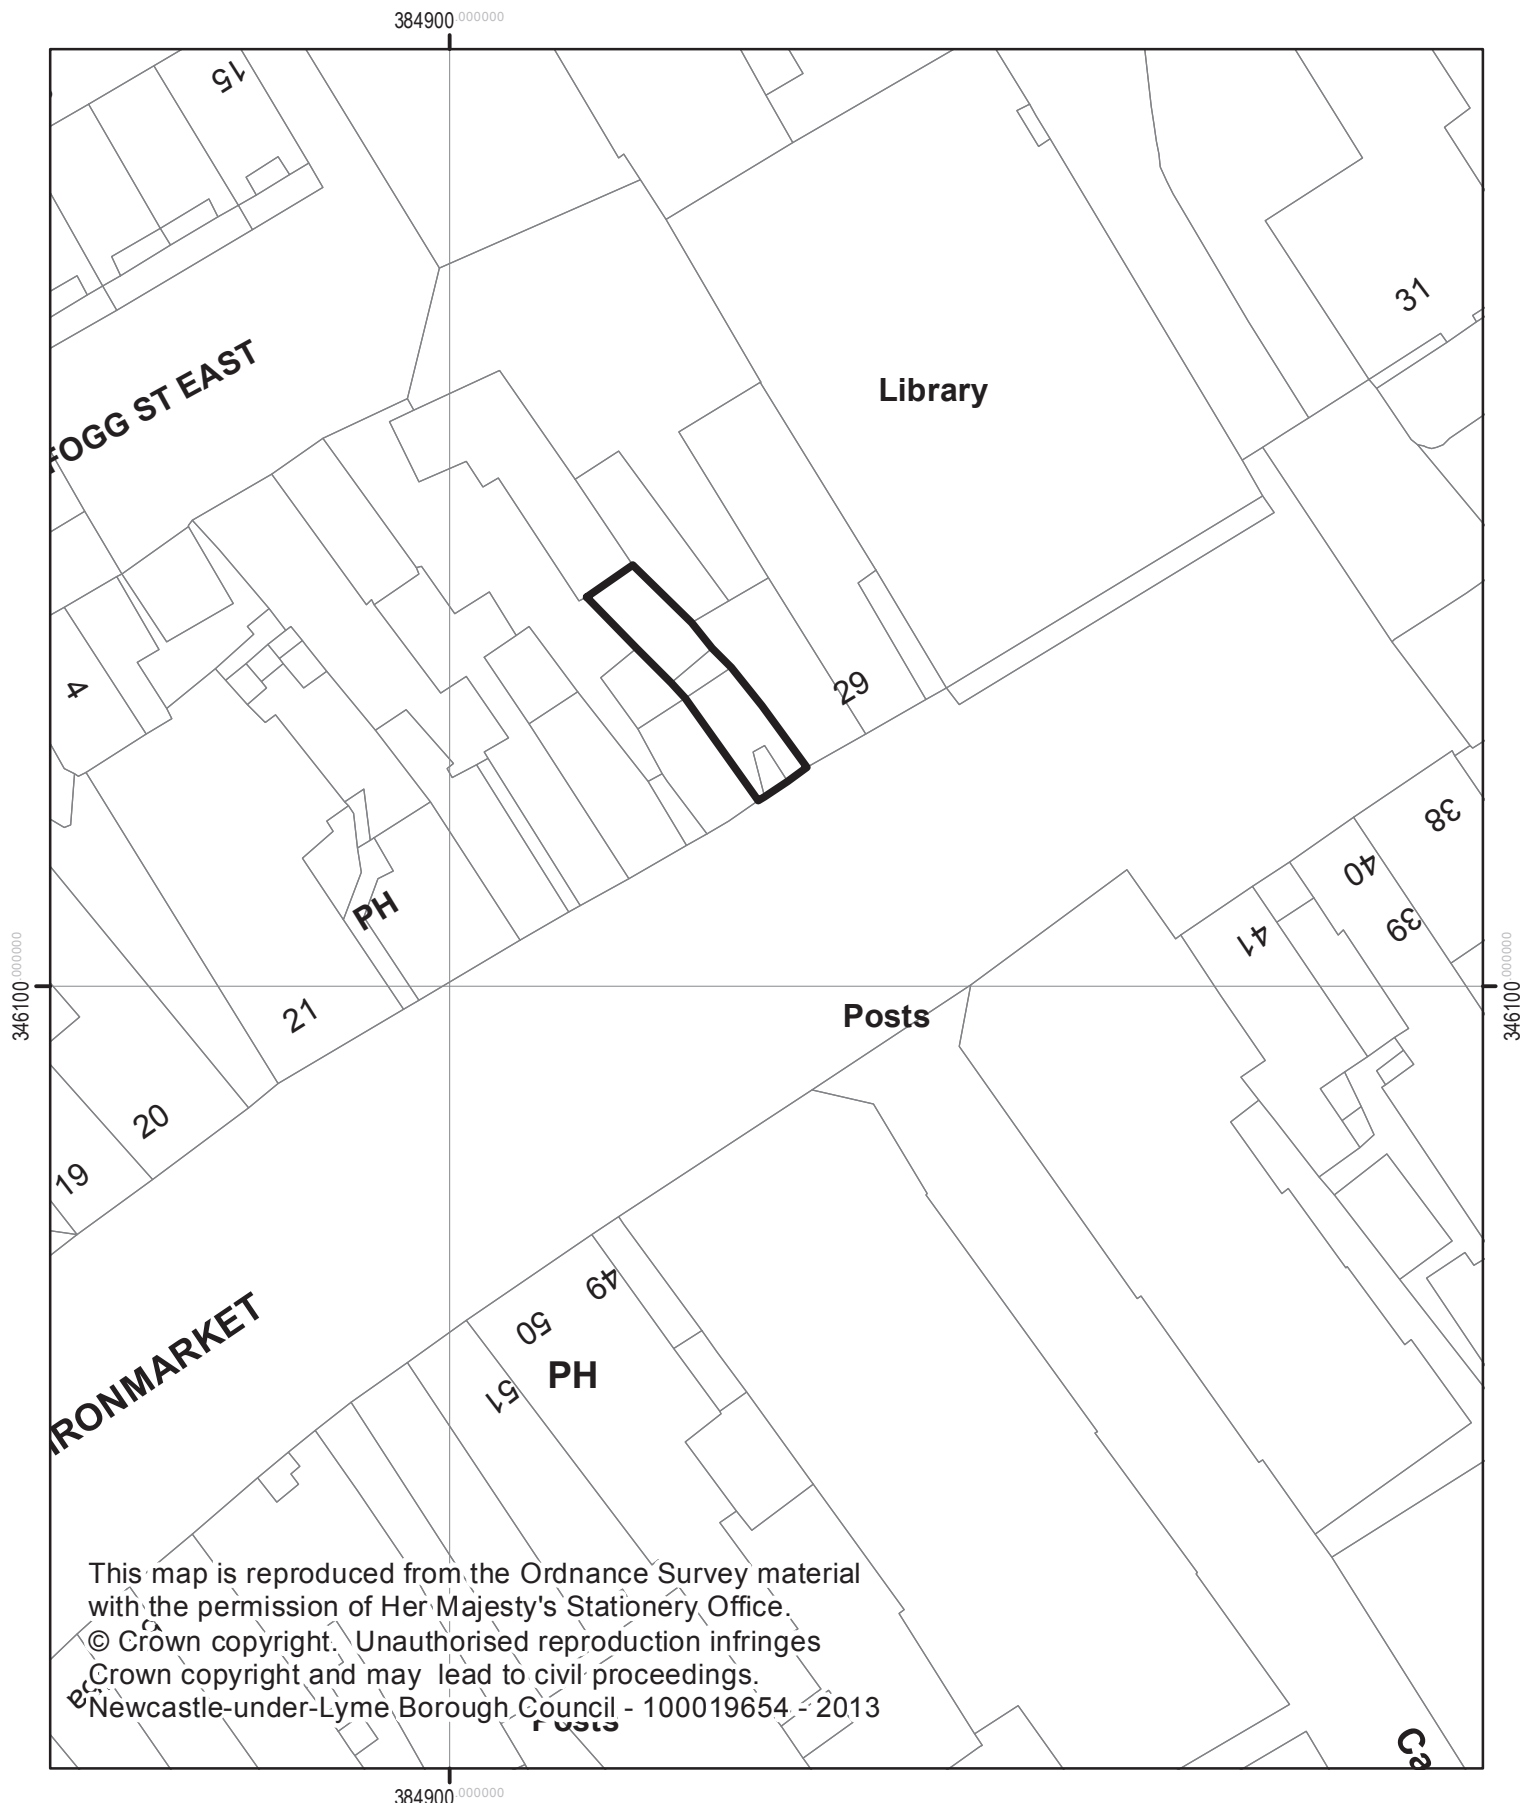 384900.000000
15
31
Library
FOGG ST EAST
4
29
38
40
39
41
PH
346100.000000
346100.000000
Posts
21
20
19
49
50
PH
51
IRONMARKET
This map is reproduced from the Ordnance Survey material
with the permission of Her Majesty's Stationery Office.
© Crown copyright. Unauthorised reproduction infringes
Crown copyright and may lead to civil proceedings.
Newcastle-under-Lyme Borough Council - 100019654 - 2013
Posts
Ca
384900.000000